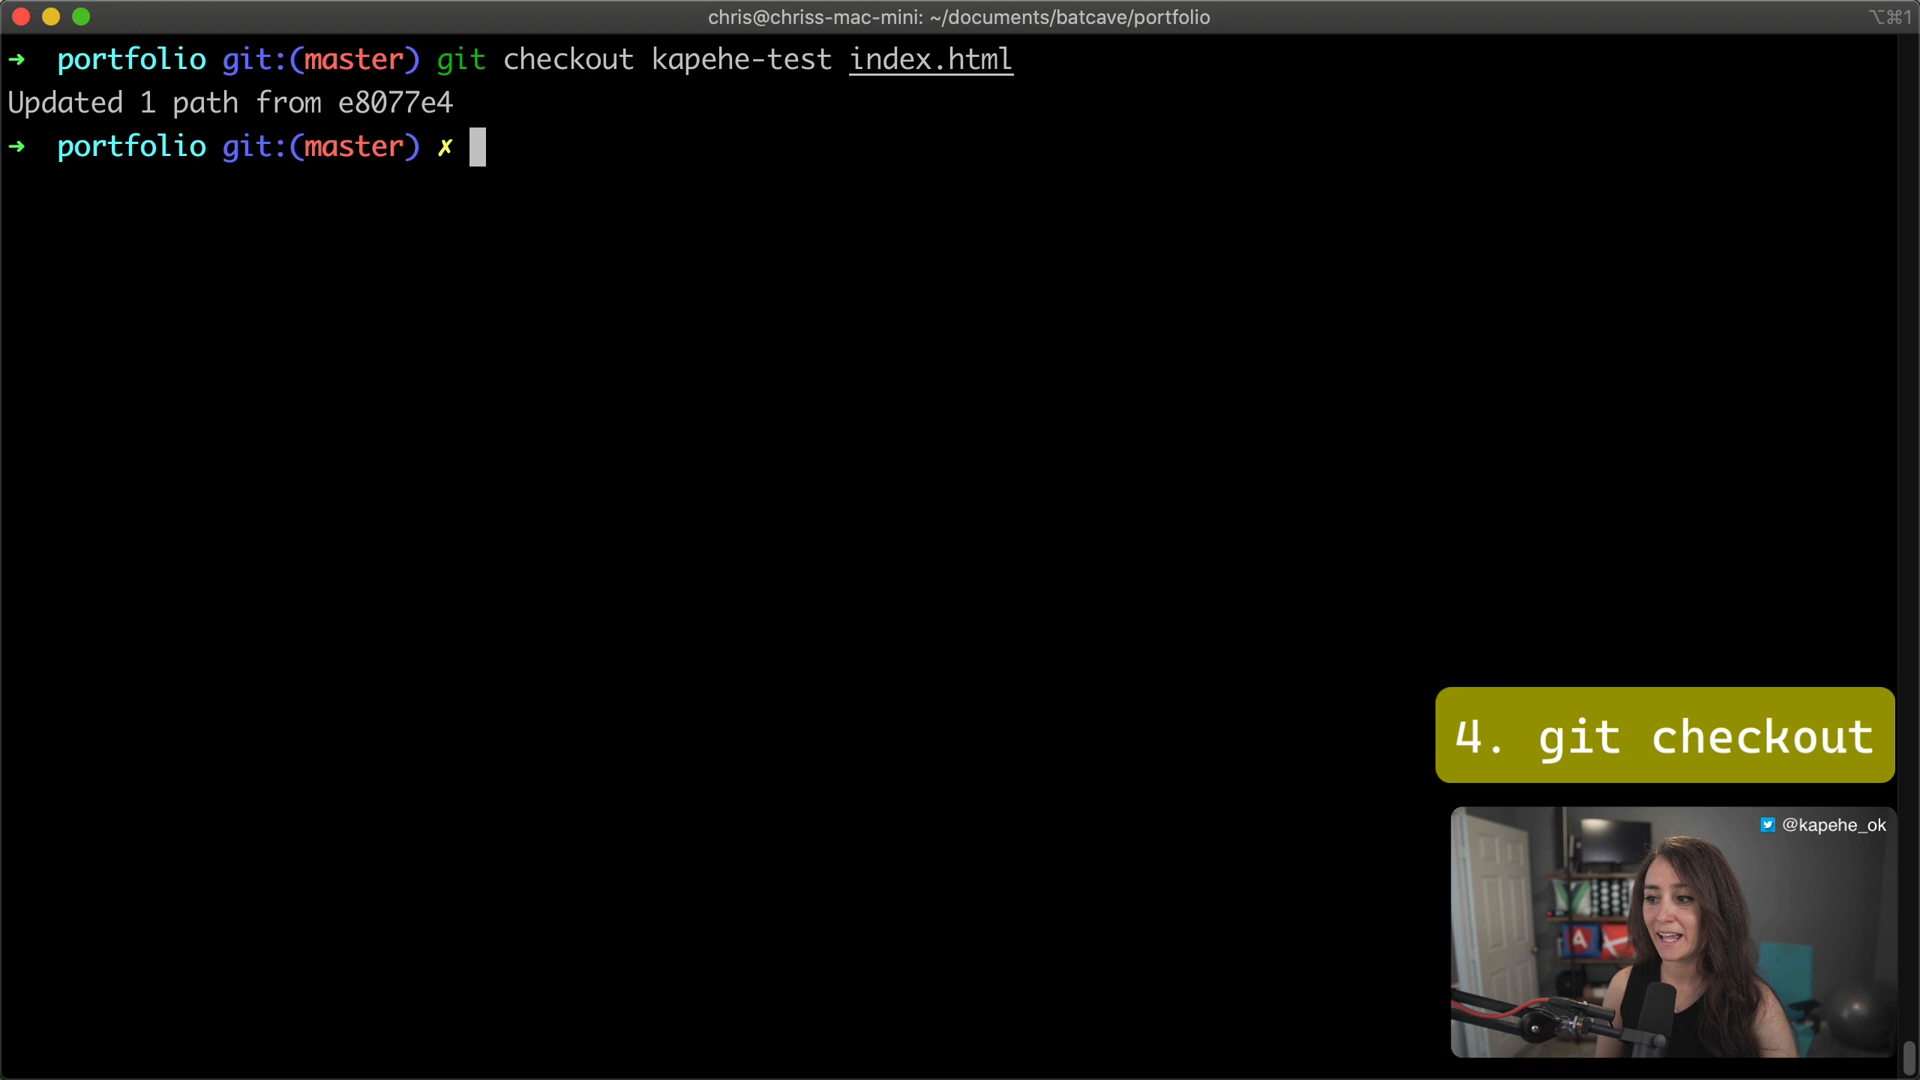 chris@chriss-mac-mini: ~/documents/batcave/portfolio
⌥⌘1
➜ portfolio git:(master) git checkout kapehe-test index.html
Updated 1 path from e8077e4
➜ portfolio git:(master) ✗
4. git checkout
@kapehe_ok
A